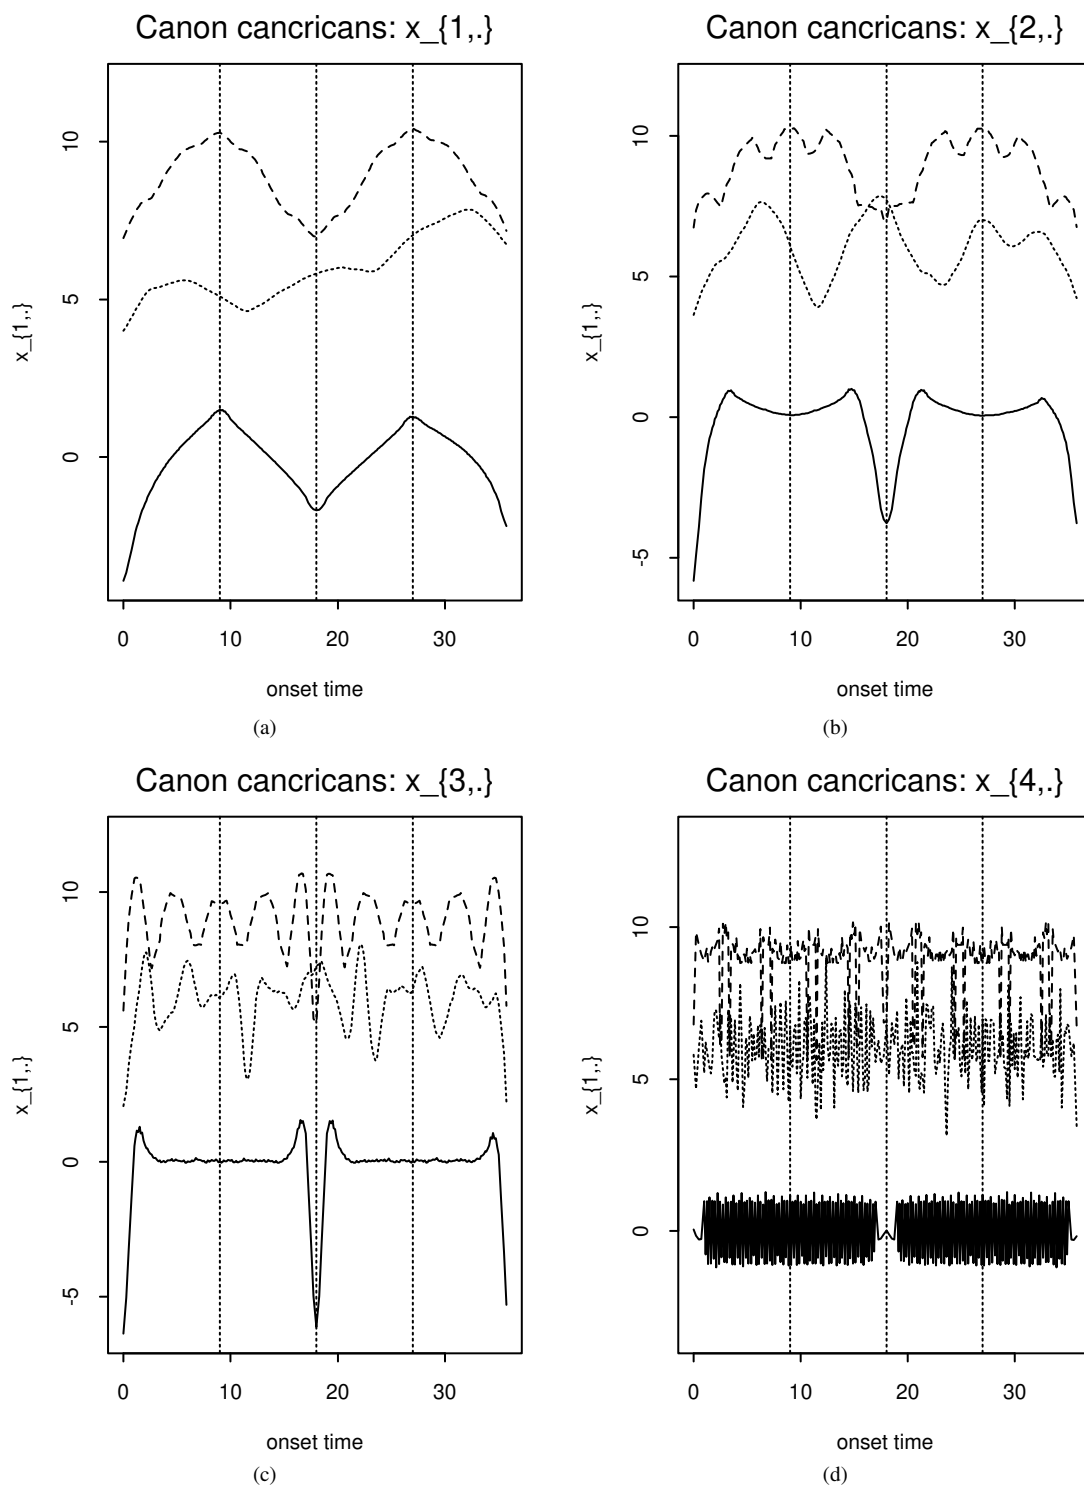 Canon cancricans: x_{1,.}
x_{1,.}
10
5
0
0 10 20 30
onset time
(a)
Canon cancricans: x_{2,.}
x_{1,.}
10
5
0
-5
0 10 20 30
onset time
(b)
Canon cancricans: x_{3,.}
x_{1,.}
10
5
0
-5
0 10 20 30
onset time
(c)
Canon cancricans: x_{4,.}
x_{1,.}
10
5
0
0 10 20 30
onset time
(d)